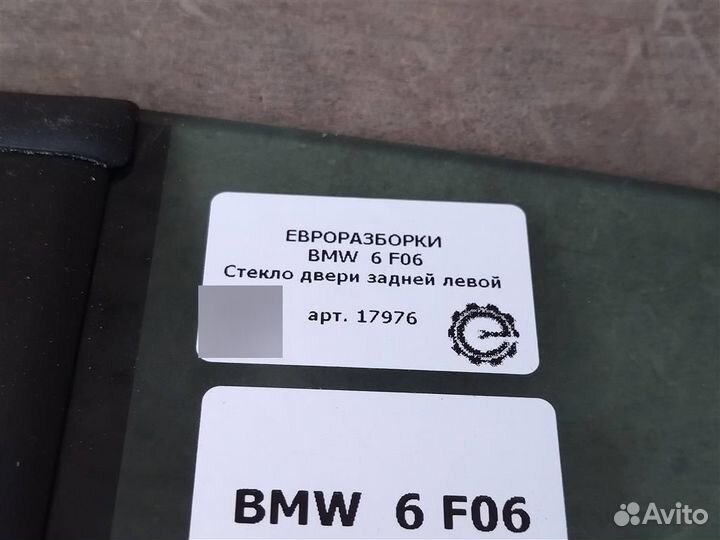 ЕВРОРАЗБОРКИ
BMW 6 F06
Стекло двери задней левой
арт. 17976
BMW 6 F06
Avito